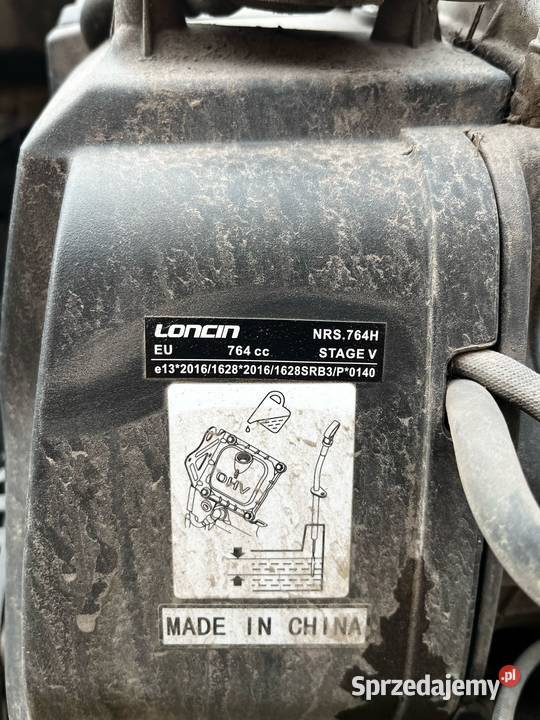 LONCIN NRS.764H
EU 764 cc STAGE V
e13*2016/1628*2016/1628SRB3/P*0140
OHV
MADE IN CHINA
Sprzedajemy.pl